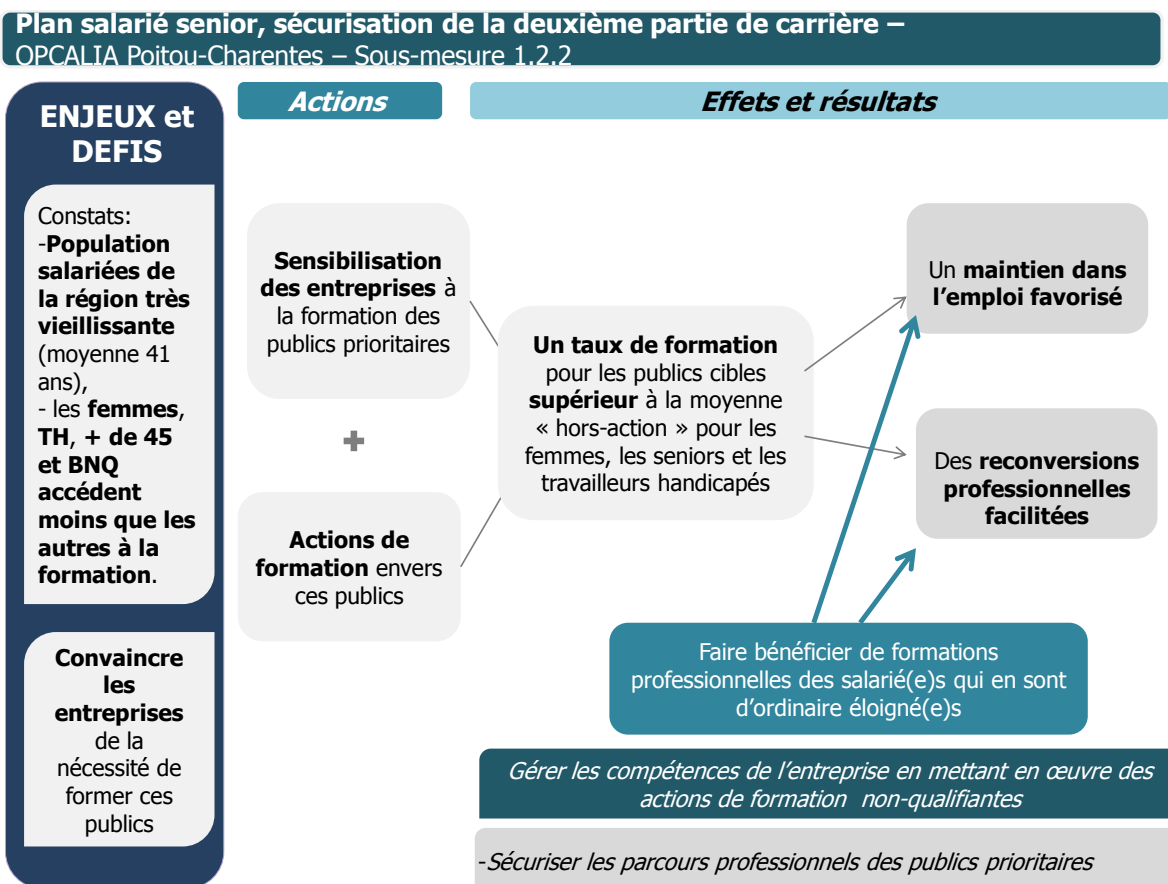 Plan salarié senior, sécurisation de la deuxième partie de carrière –
OPCALIA Poitou-Charentes – Sous-mesure 1.2.2
ENJEUX et
DEFIS
Constats:
-Population
salariées de
la région très
vieillissante
(moyenne 41
ans),
- les femmes,
TH, + de 45
et BNQ
accédent
moins que les
autres à la
formation.
Convaincre
les
entreprises
de la
nécessité de
former ces
publics
Actions
Sensibilisation
des entreprises à
la formation des
publics prioritaires
+
Actions de
formation envers
ces publics
Effets et résultats
Un taux de formation
pour les publics cibles
supérieur à la moyenne
« hors-action » pour les
femmes, les seniors et les
travailleurs handicapés
Un maintien dans
l'emploi favorisé
Des reconversions
professionnelles
facilitées
Faire bénéficier de formations
professionnelles des salarié(e)s qui en sont
d'ordinaire éloigné(e)s
Gérer les compétences de l'entreprise en mettant en œuvre des
actions de formation non-qualifiantes
-Sécuriser les parcours professionnels des publics prioritaires